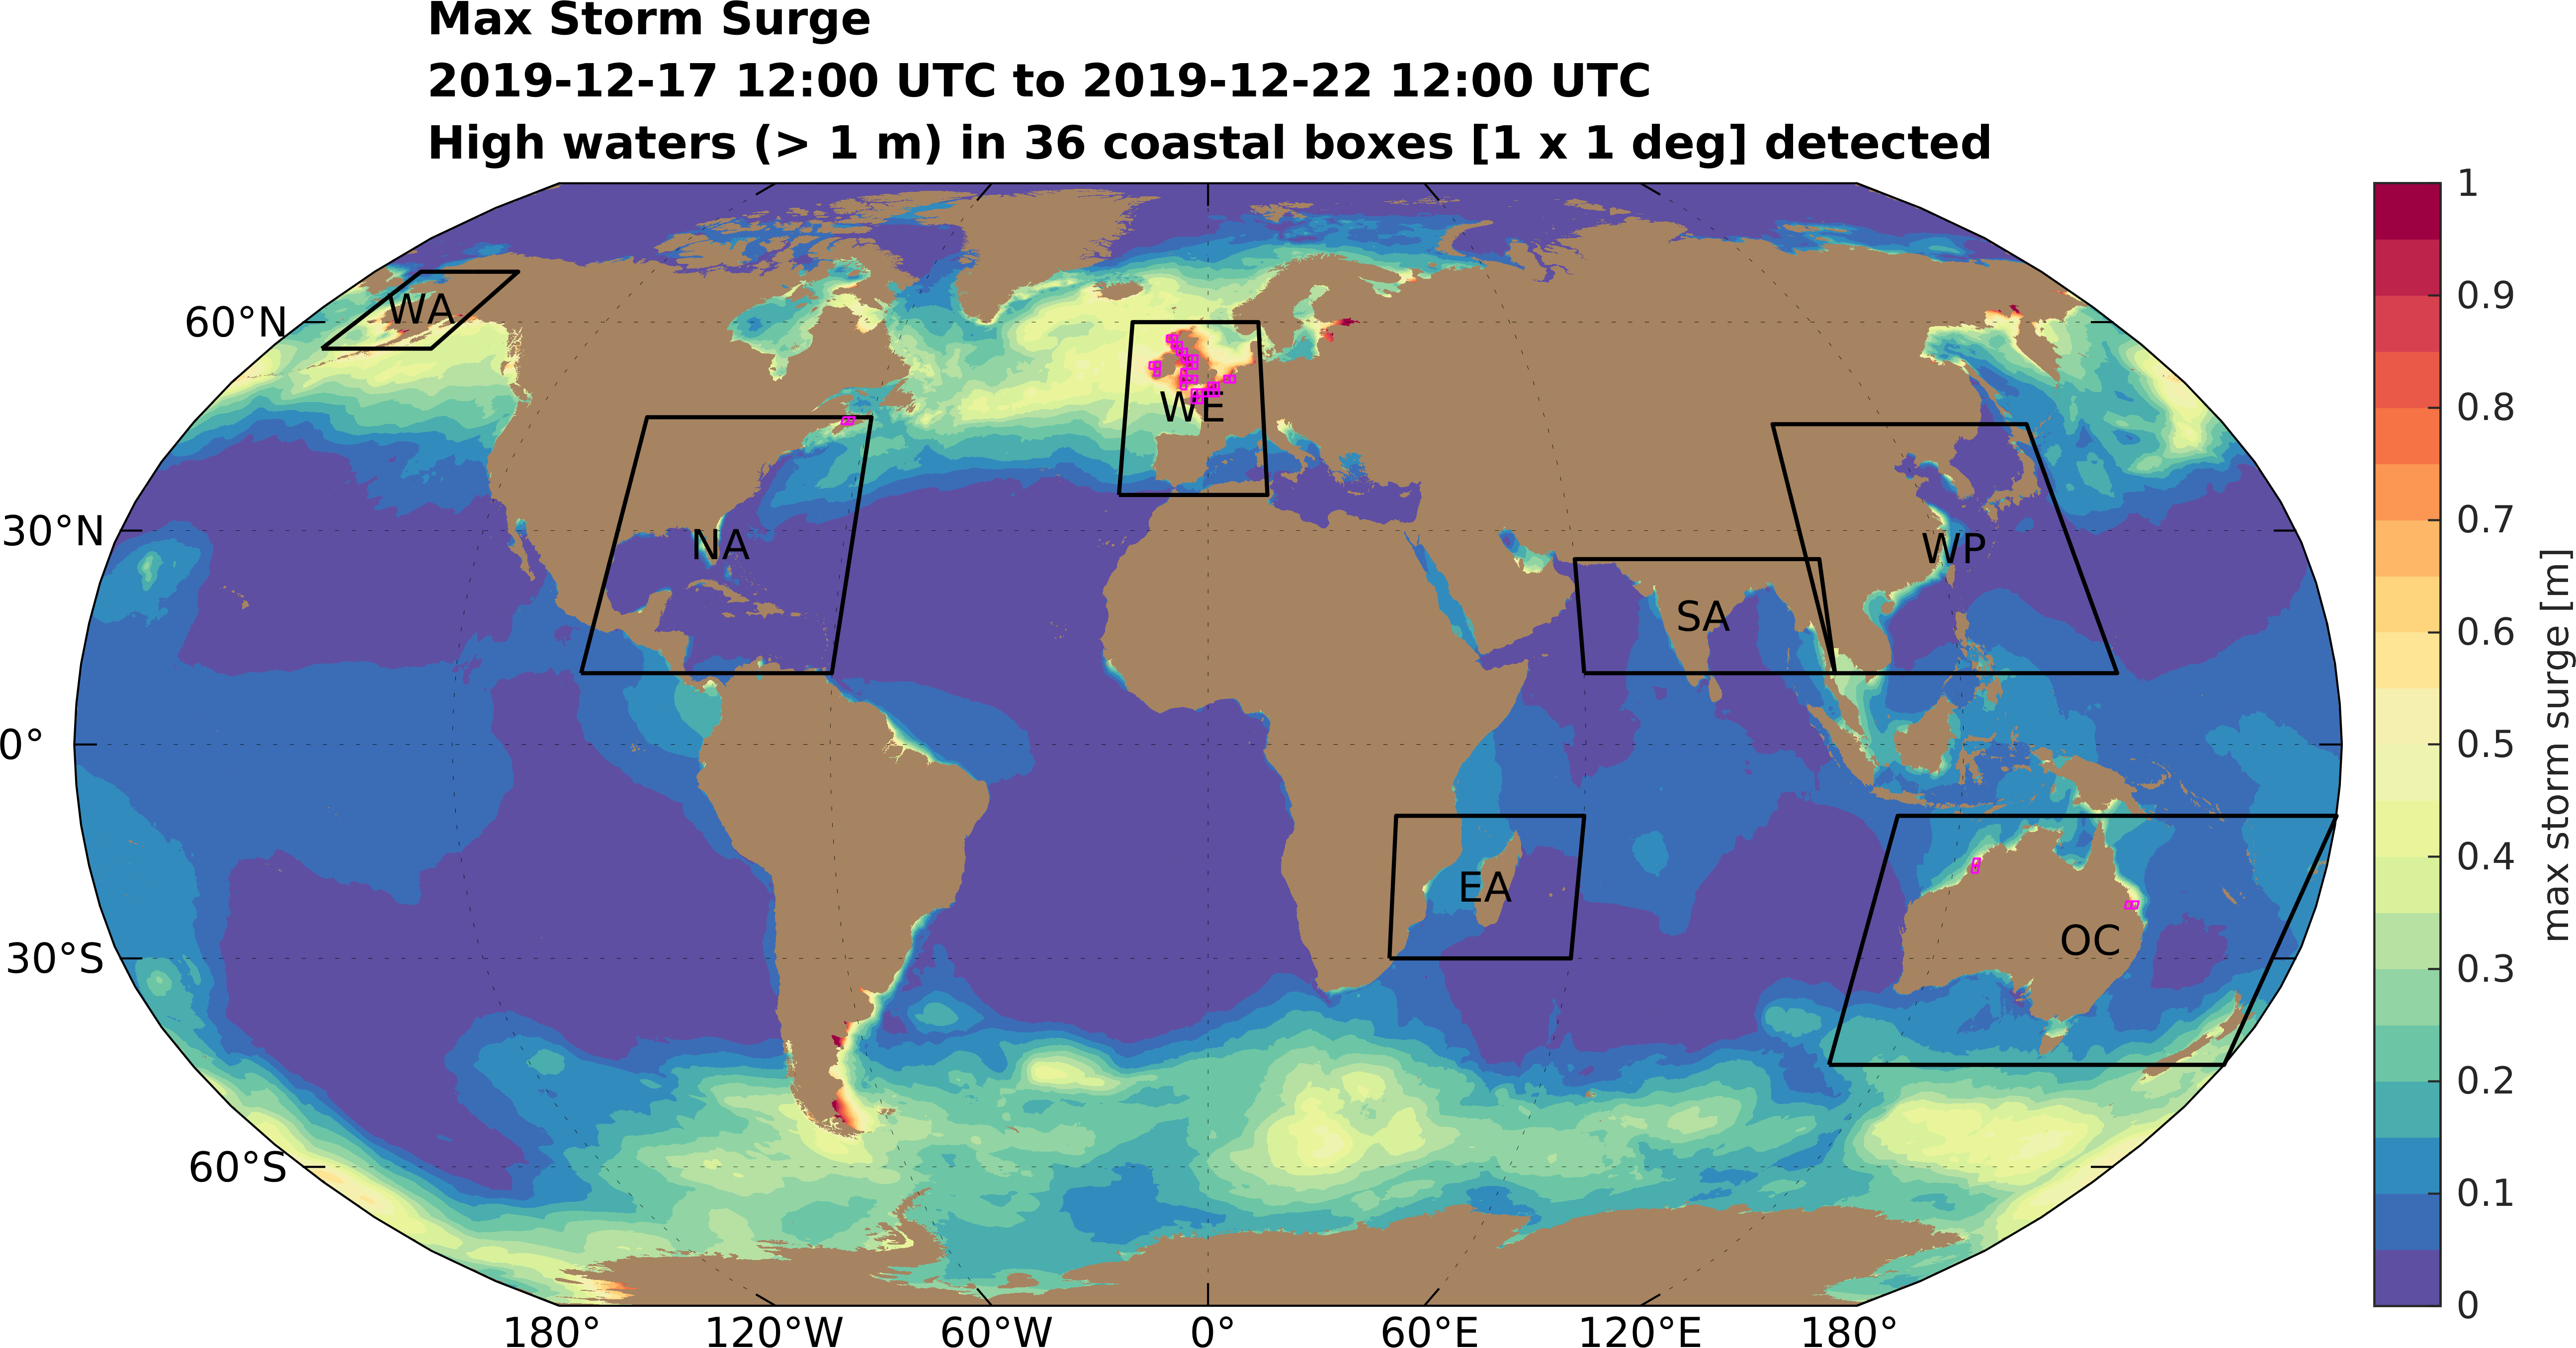 Max Storm Surge
2019-12-17 12:00 UTC to 2019-12-22 12:00 UTC
High waters (> 1 m) in 36 coastal boxes [1 x 1 deg] detected
60°N
30°N
0°
30°S
60°S
WA
NA
WE
SA
WP
EA
OC
180°
120°W
60°W
0°
60°E
120°E
180°
1
0.9
0.8
0.7
0.6
0.5
0.4
0.3
0.2
0.1
0
max storm surge [m]